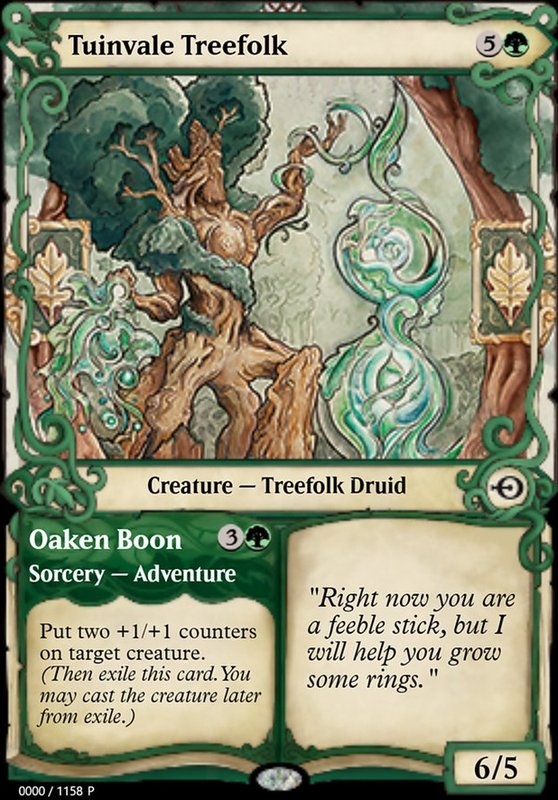 Tuinvale Treefolk 5
Creature — Treefolk Druid
Oaken Boon 3
Sorcery — Adventure
Put two +1/+1 counters
on target creature.
(Then exile this card. You
may cast the creature later
from exile.)
"Right now you are
a feeble stick, but I
will help you grow
some rings."
6/5
0000 / 1158 P